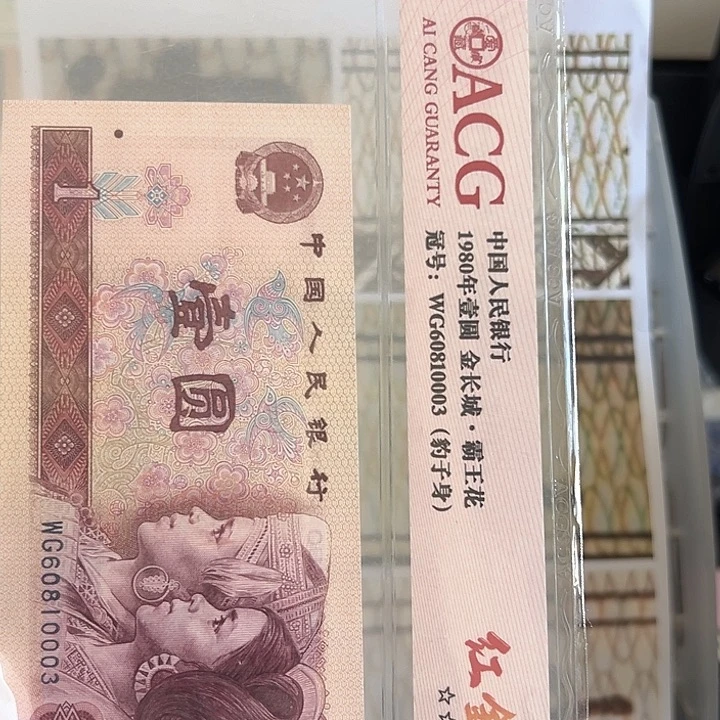 ACG
AI CANG GUARANTY
中国人民银行
1980年壹圆 金长城·霸王花
冠号：WG60810003（豹子身）
红
☆☆
1
中国人民银行
壹圆
WG60810003